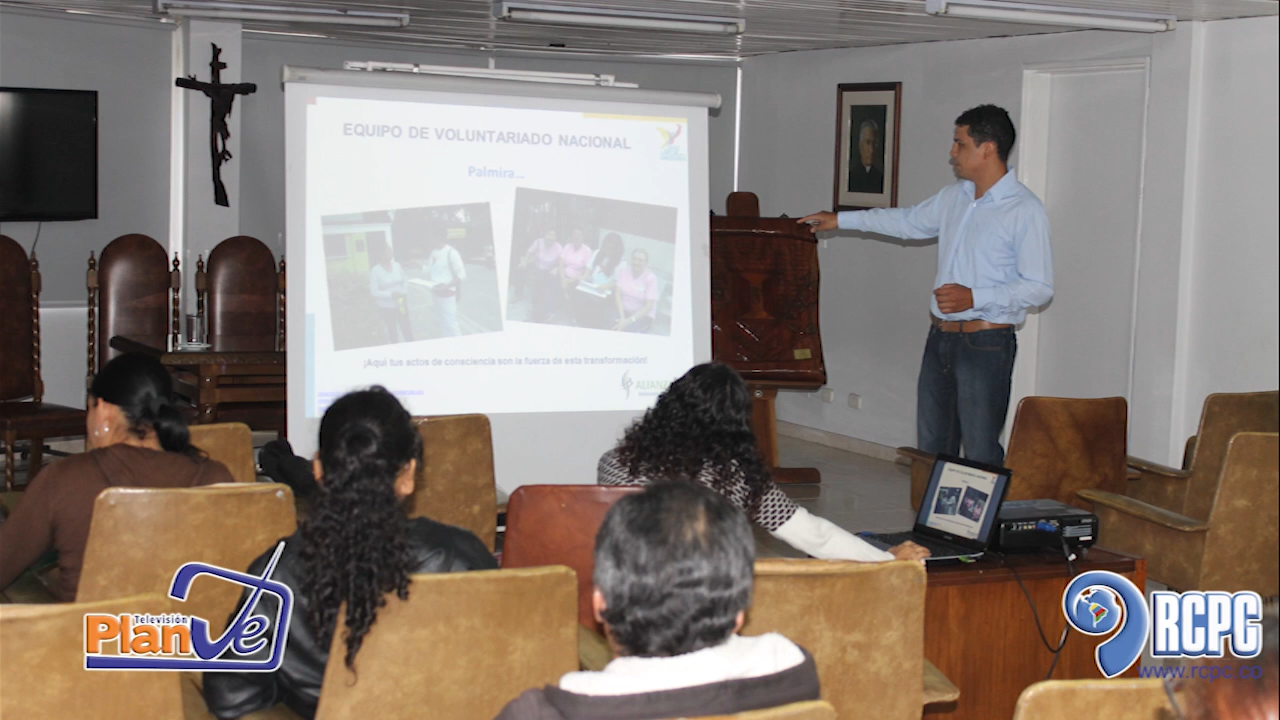 EQUIPO DE VOLUNTARIADO NACIONAL
Palmira...
¡Aquí tus actos de consciencia son la fuerza de esta transformación!
Televisión
PlanVe
RCPC
www.rcpc.co